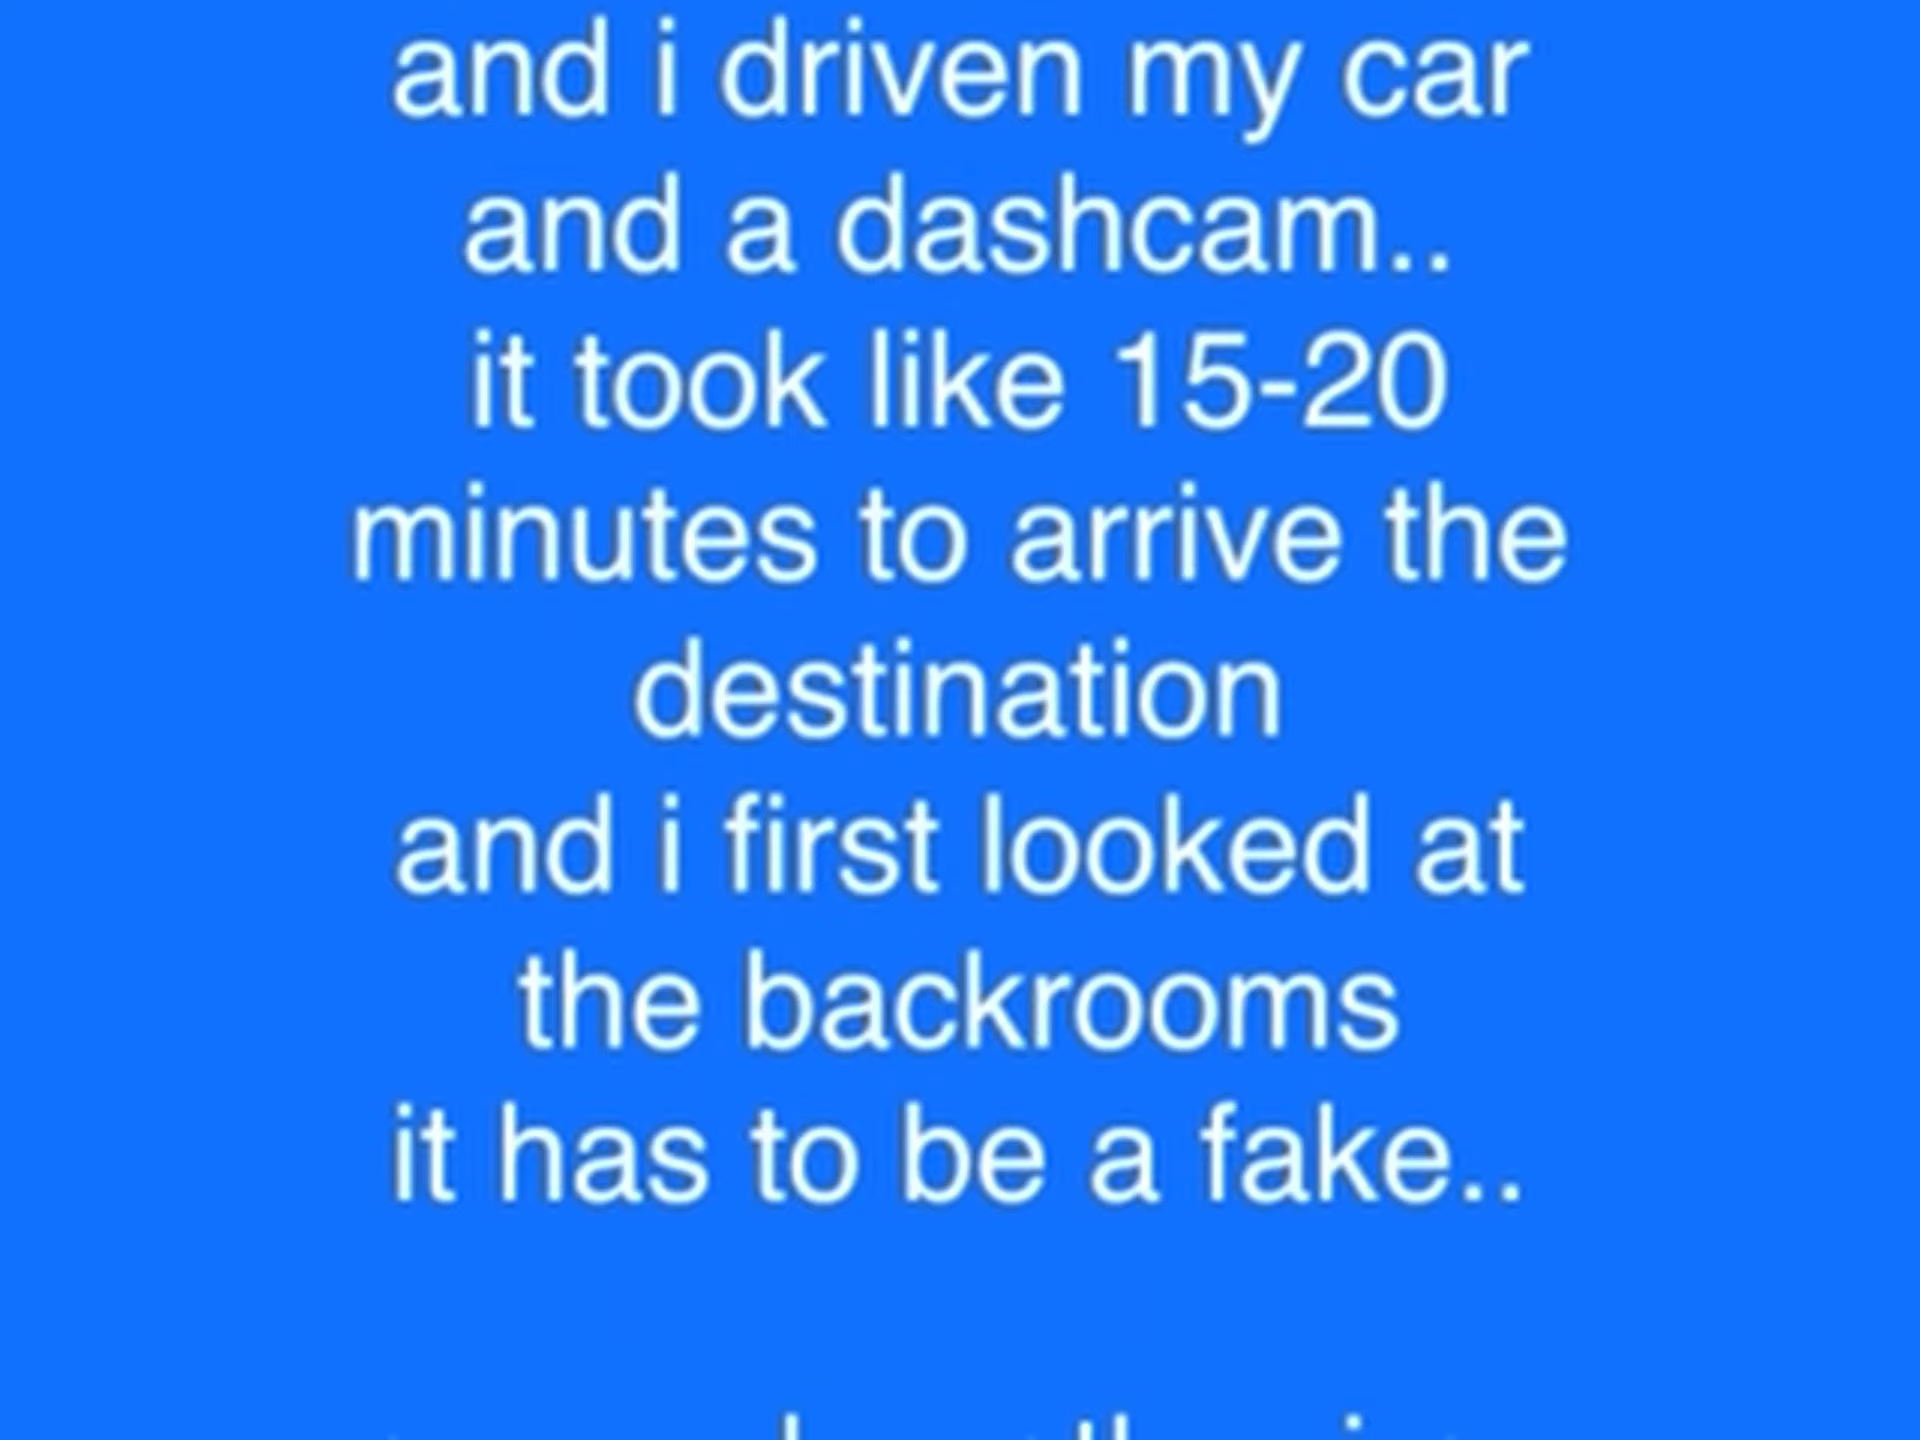 and i driven my car
and a dashcam..
it took like 15-20
minutes to arrive the
destination
and i first looked at
the backrooms
it has to be a fake..